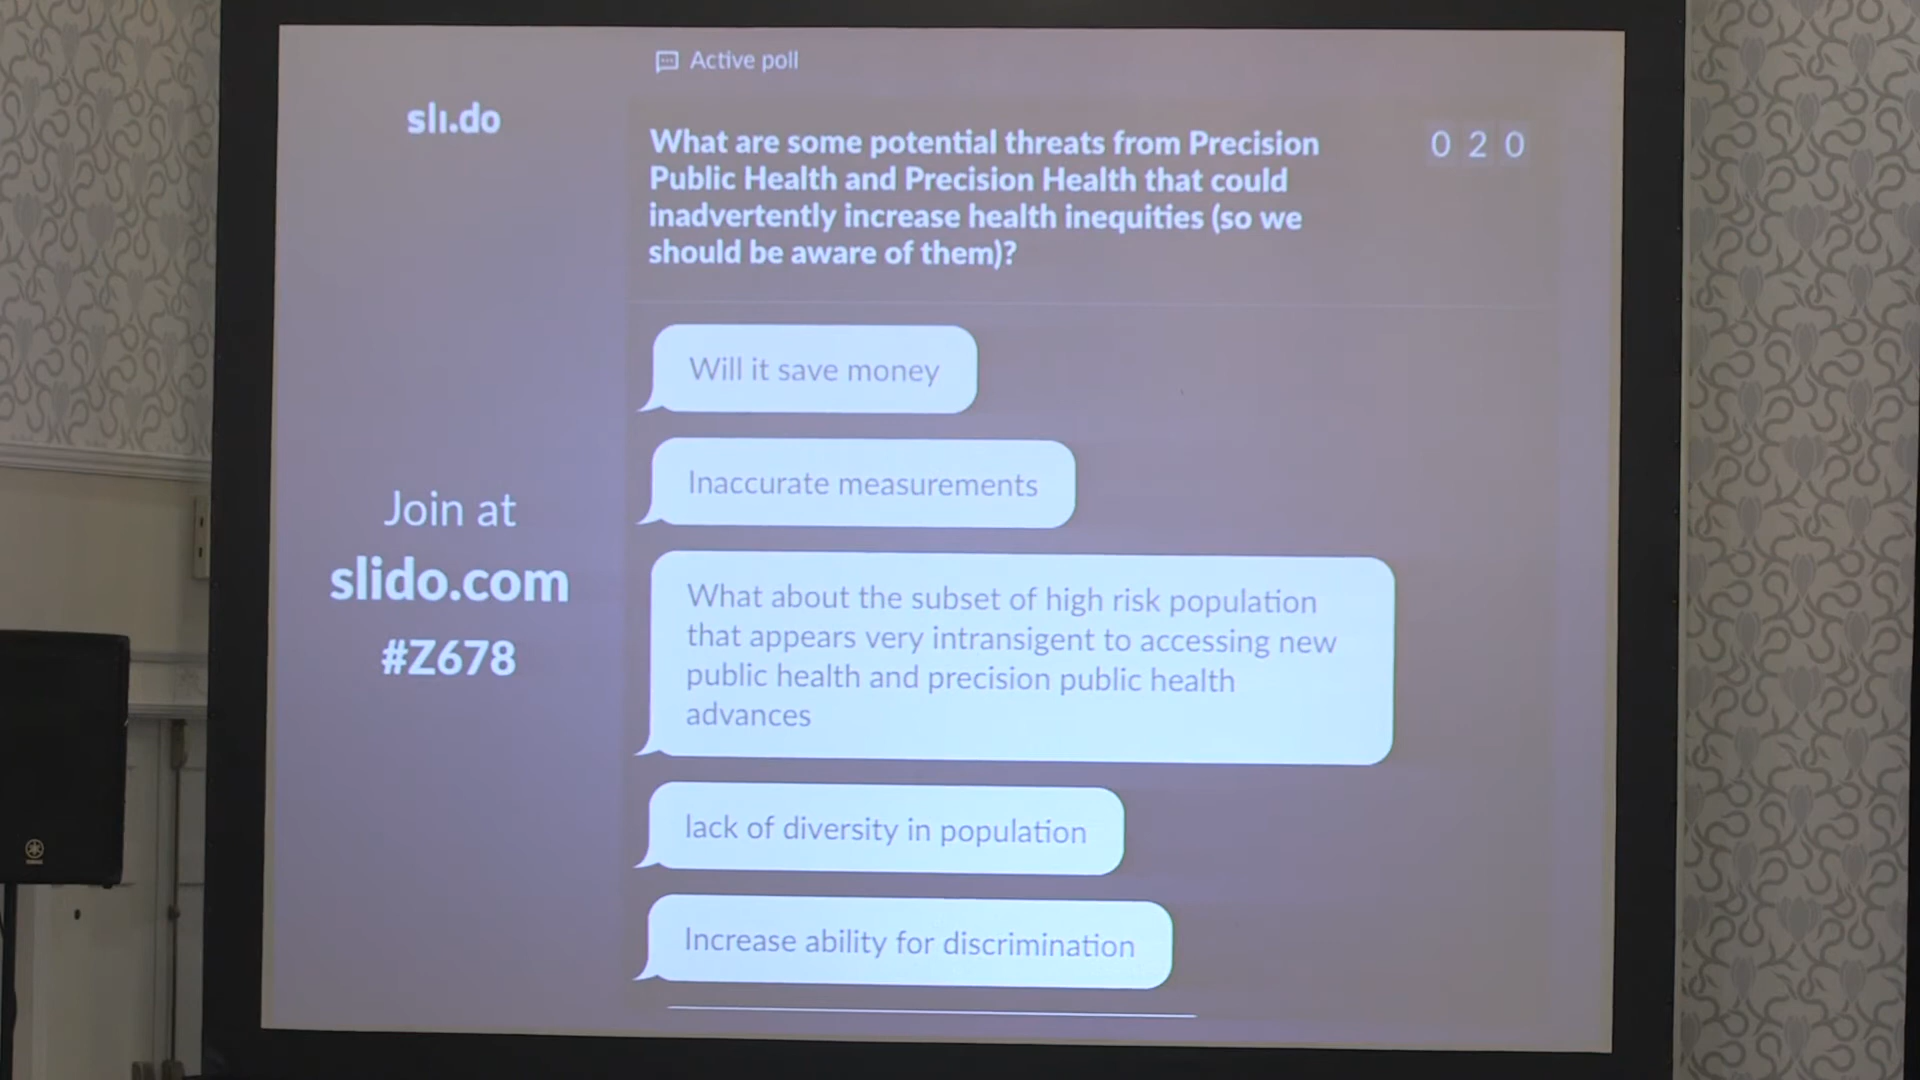 Active poll
sli.do
What are some potential threats from Precision
Public Health and Precision Health that could
inadvertently increase health inequities (so we
should be aware of them)?
0 2 0
Will it save money
Inaccurate measurements
What about the subset of high risk population
that appears very intransigent to accessing new
public health and precision public health
advances
lack of diversity in population
Increase ability for discrimination
Join at
slido.com
#Z678
YAMAHA